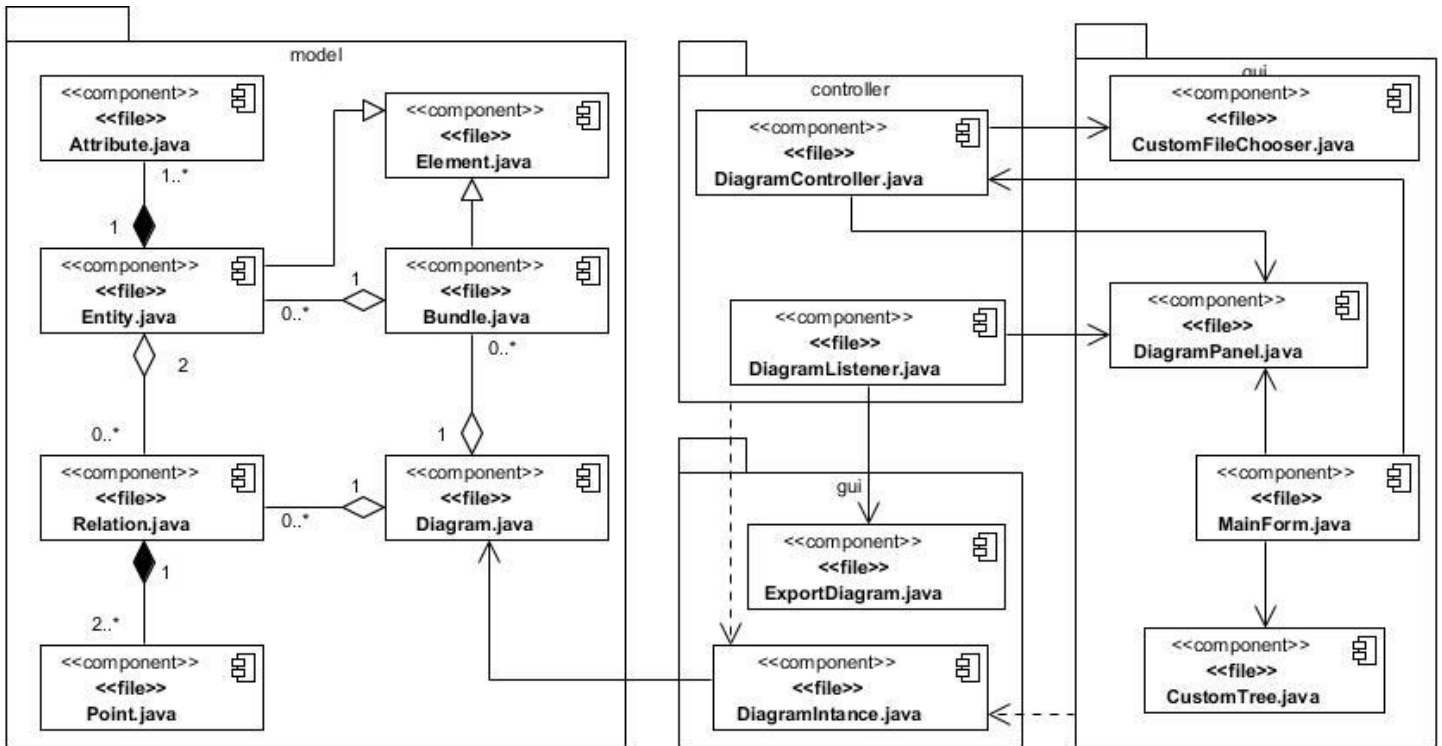 model
<<component>>
<<file>>
Attribute.java
1..*
1
<<component>>
<<file>>
Element.java
<<component>>
<<file>>
Entity.java
1
0..*
<<component>>
<<file>>
Bundle.java
2
0..*
0..*
1
<<component>>
<<file>>
Relation.java
1
0..*
<<component>>
<<file>>
Diagram.java
1
2..*
<<component>>
<<file>>
Point.java
controller
<<component>>
<<file>>
DiagramController.java
<<component>>
<<file>>
DiagramListener.java
gui
<<component>>
<<file>>
ExportDiagram.java
<<component>>
<<file>>
DiagramIntance.java
gui
<<component>>
<<file>>
CustomFileChooser.java
<<component>>
<<file>>
DiagramPanel.java
<<component>>
<<file>>
MainForm.java
<<component>>
<<file>>
CustomTree.java